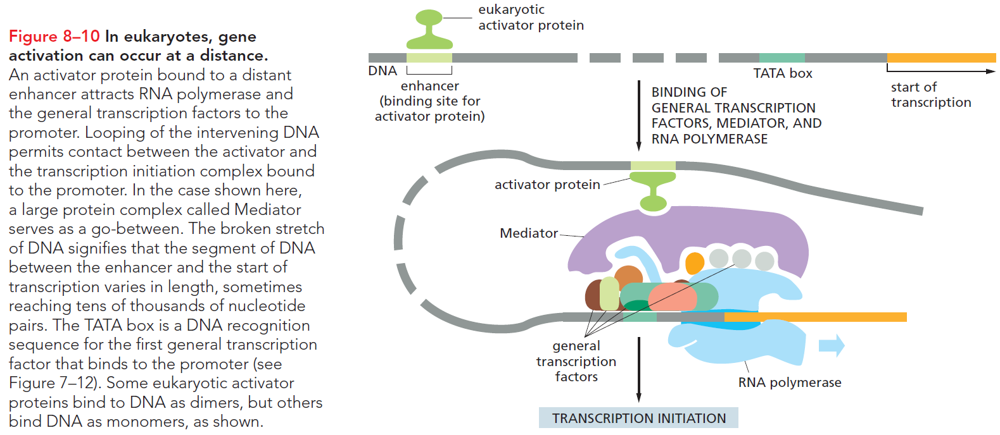 Figure 8–10 In eukaryotes, gene
activation can occur at a distance.
An activator protein bound to a distant
enhancer attracts RNA polymerase and
the general transcription factors to the
promoter. Looping of the intervening DNA
permits contact between the activator and
the transcription initiation complex bound
to the promoter. In the case shown here,
a large protein complex called Mediator
serves as a go-between. The broken stretch
of DNA signifies that the segment of DNA
between the enhancer and the start of
transcription varies in length, sometimes
reaching tens of thousands of nucleotide
pairs. The TATA box is a DNA recognition
sequence for the first general transcription
factor that binds to the promoter (see
Figure 7–12). Some eukaryotic activator
proteins bind to DNA as dimers, but others
bind DNA as monomers, as shown.
eukaryotic
activator protein
DNA
enhancer
(binding site for
activator protein)
TATA box
start of
transcription
BINDING OF
GENERAL TRANSCRIPTION
FACTORS, MEDIATOR, AND
RNA POLYMERASE
activator protein
Mediator
general
transcription
factors
RNA polymerase
TRANSCRIPTION INITIATION